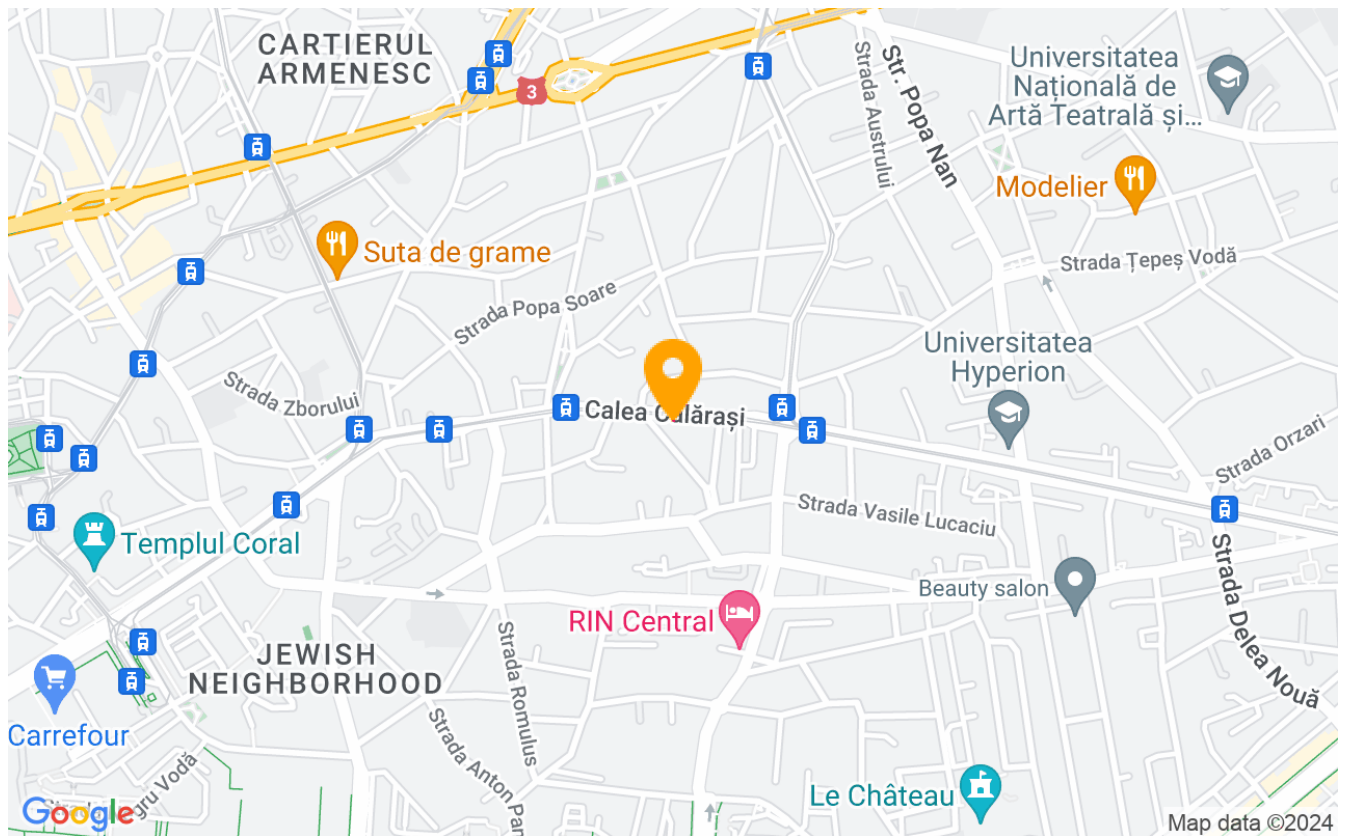 CARTIERUL
ARMENESC
3
Strada Austrului
Str. Popa Nan
Universitatea
Națională de
Artă Teatrală și...
Modelier
Suta de grame
Strada Țepeș Vodă
Strada Popa Soare
Universitatea
Hyperion
Strada Zborului
Calea Călărași
Strada Orzari
Strada Vasile Lucaciu
Templul Coral
Beauty salon
Strada Delea Nouă
RIN Central
JEWISH
NEIGHBORHOOD
Strada Romulus
Carrefour
Strada Anton Pan
Le Château
Google
Map data ©2024